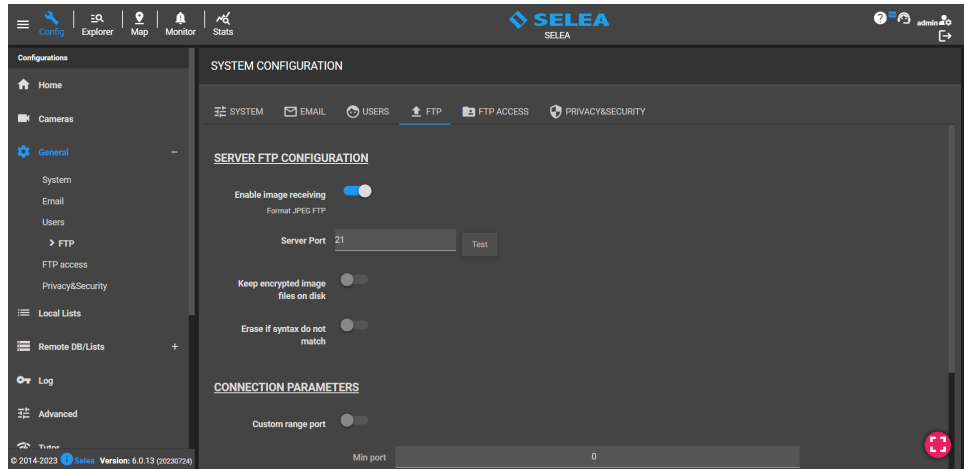 Config
Explorer
Map
Monitor
Stats
SELEA
SELEA
admin
Configurations
Home
Cameras
General
System
Email
Users
FTP
FTP access
Privacy&Security
Local Lists
Remote DB/Lists
Log
Advanced
Tutor
© 2014-2023 Selea Version: 6.0.13 (20230724)
SYSTEM CONFIGURATION
SYSTEM
EMAIL
USERS
FTP
FTP ACCESS
PRIVACY&SECURITY
SERVER FTP CONFIGURATION
Enable image receiving
Format JPEG FTP
Server Port 21 Test
Keep encrypted image
files on disk
Erase if syntax do not
match
CONNECTION PARAMETERS
Custom range port
Min port 0